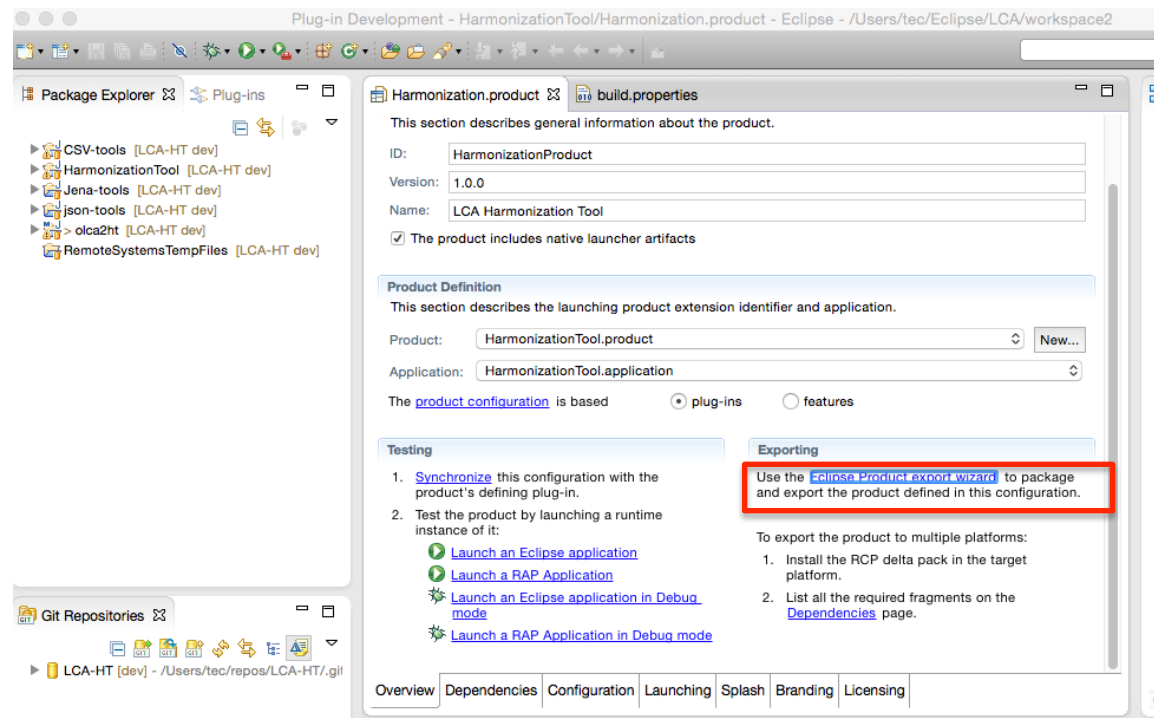 Plug-in Development - HarmonizationTool/Harmonization.product - Eclipse - /Users/tec/Eclipse/LCA/workspace2
Package Explorer
Plug-ins
CSV-tools [LCA-HT dev]
HarmonizationTool [LCA-HT dev]
Jena-tools [LCA-HT dev]
json-tools [LCA-HT dev]
> olca2ht [LCA-HT dev]
RemoteSystemsTempFiles [LCA-HT dev]
Git Repositories
LCA-HT [dev] - /Users/tec/repos/LCA-HT/.git
Harmonization.product
build.properties
This section describes general information about the product.
ID: HarmonizationProduct
Version: 1.0.0
Name: LCA Harmonization Tool
The product includes native launcher artifacts
Product Definition
This section describes the launching product extension identifier and application.
Product: HarmonizationTool.product New...
Application: HarmonizationTool.application
The product configuration is based plug-ins features
Testing
1. Synchronize this configuration with the
product's defining plug-in.
2. Test the product by launching a runtime
instance of it:
Launch an Eclipse application
Launch a RAP Application
Launch an Eclipse application in Debug
mode
Launch a RAP Application in Debug mode
Exporting
Use the Eclipse Product export wizard to package
and export the product defined in this configuration.
To export the product to multiple platforms:
1. Install the RCP delta pack in the target
platform.
2. List all the required fragments on the
Dependencies page.
Overview Dependencies Configuration Launching Splash Branding Licensing